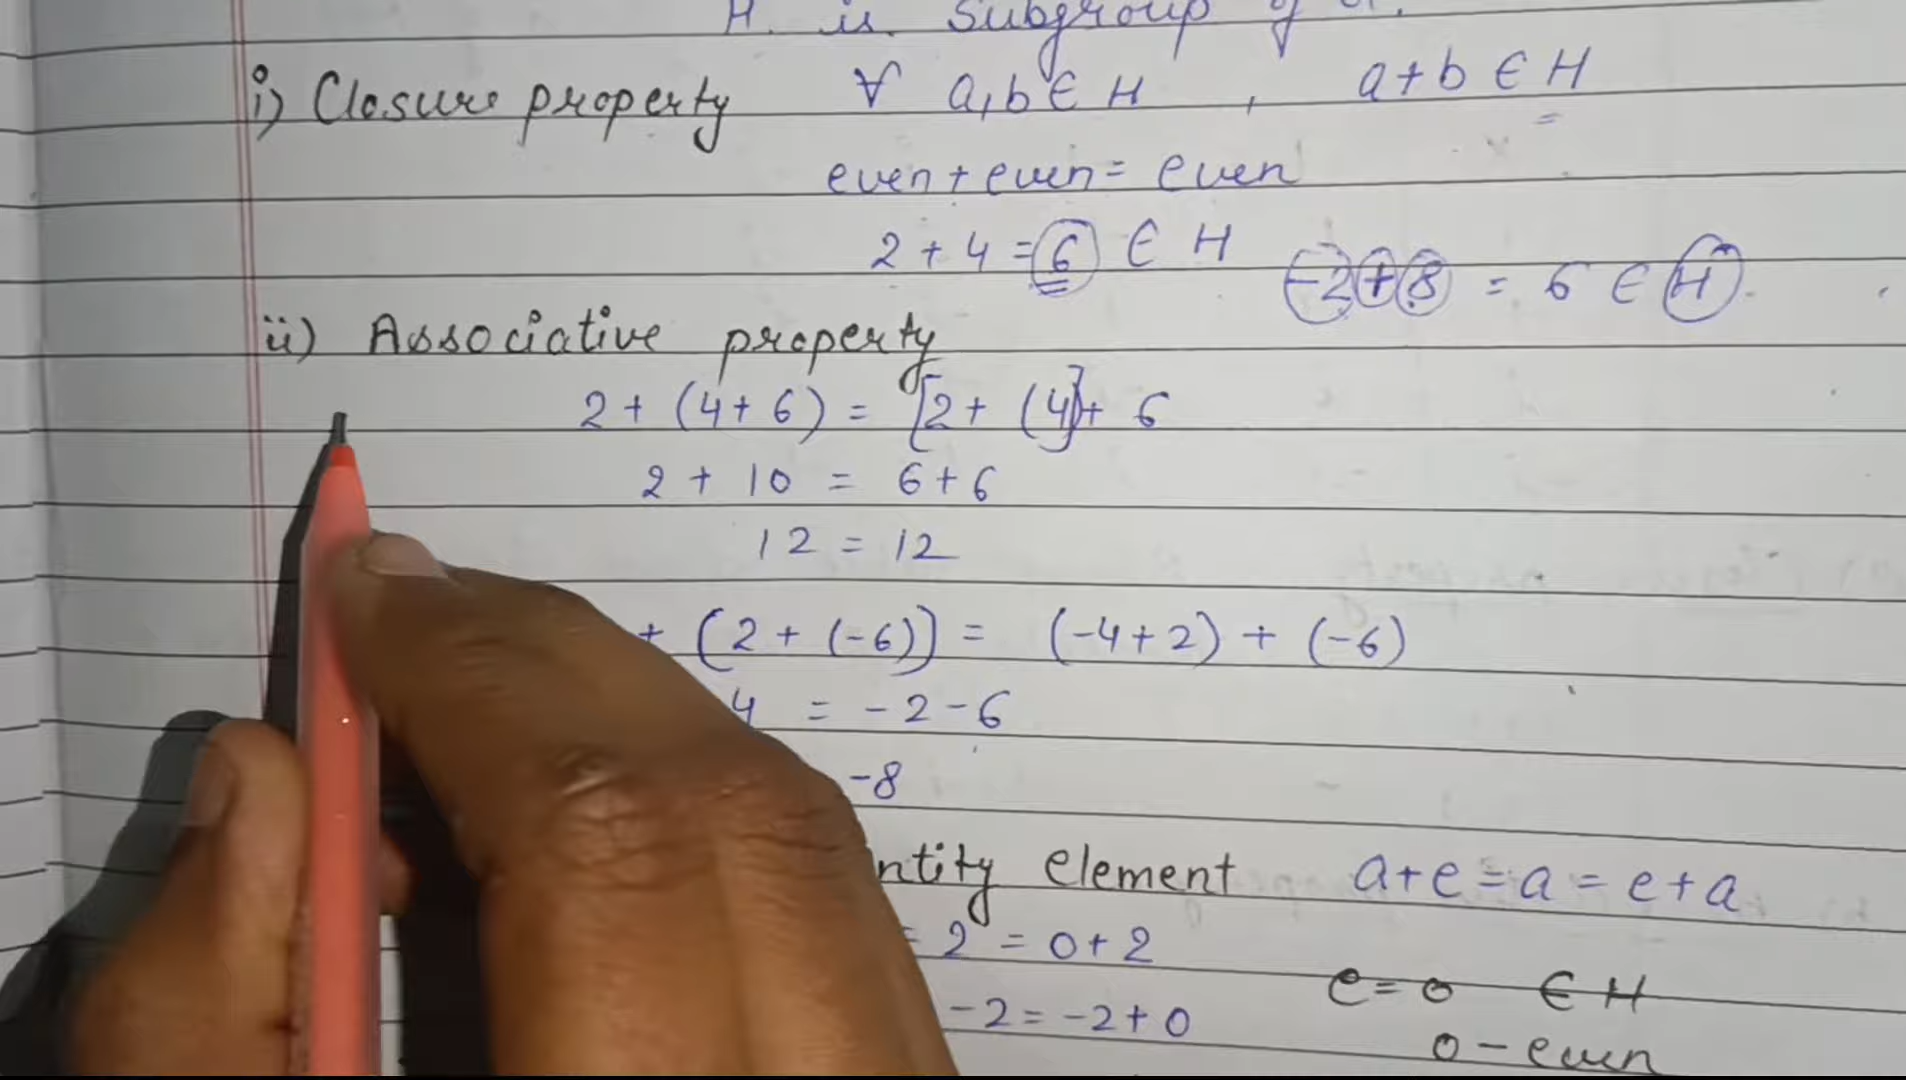 H. is. Subgroup of G.
i) Closure property ∀ a,b ∈ H , a+b ∈ H
even + even = even
2 + 4 = 6 ∈ H -2+8 = 6 ∈ H.
ii) Associative property
2 + (4+6) = [2+ (4]+ 6
2 + 10 = 6+6
12 = 12
+ (2 + (-6)) = (-4+2) + (-6)
4 = -2-6
-8
ntity element a+e = a = e+a
= 2 = 0+2
e=0 ∈ H
-2 = -2+0
0 - even